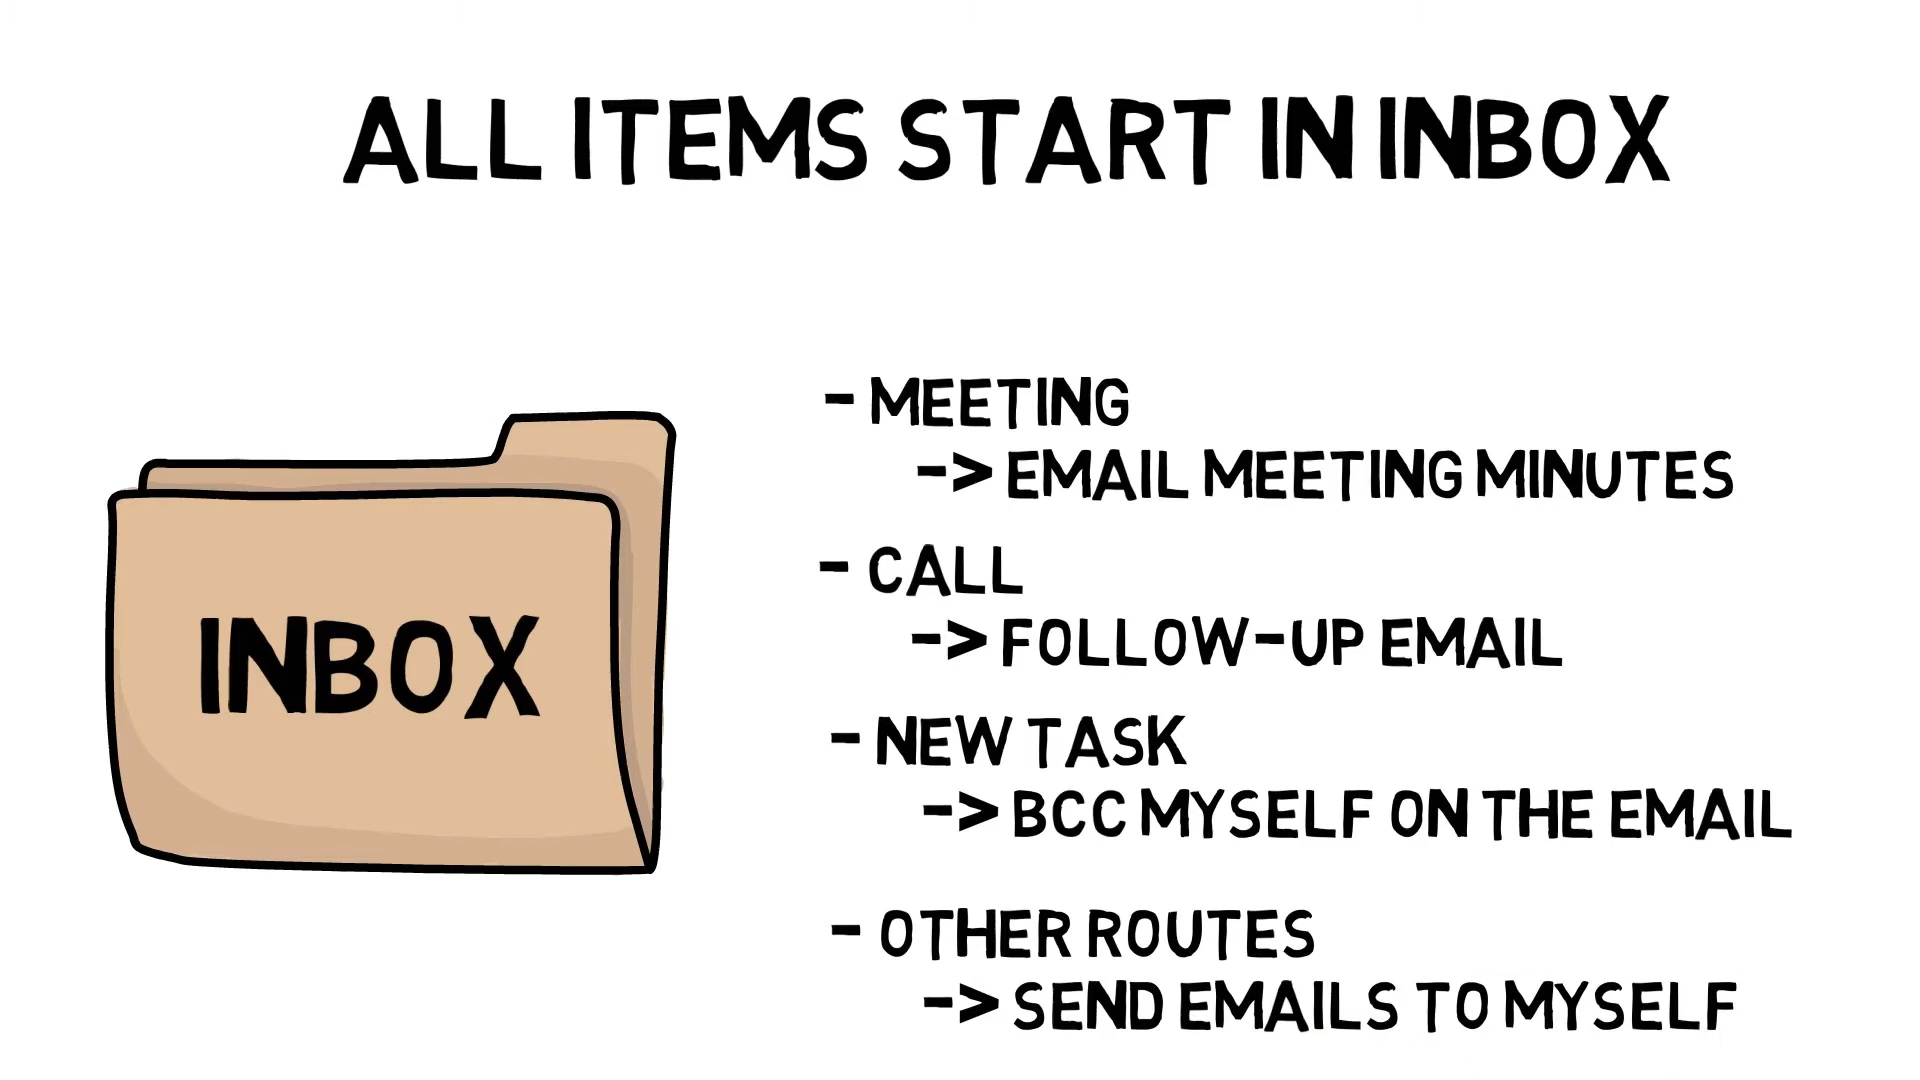 ALL ITEMS START IN INBOX
INBOX
- MEETING
-> EMAIL MEETING MINUTES
- CALL
-> FOLLOW-UP EMAIL
- NEW TASK
-> BCC MYSELF ON THE EMAIL
- OTHER ROUTES
-> SEND EMAILS TO MYSELF